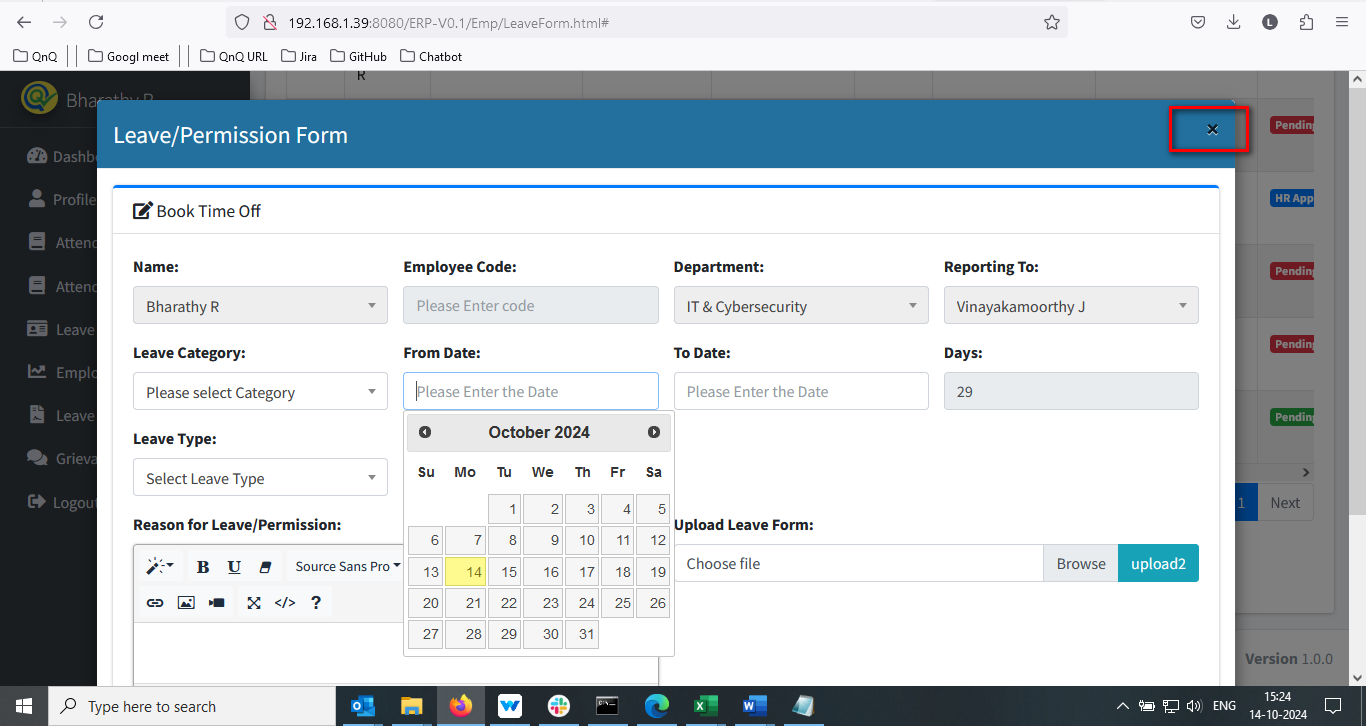 192.168.1.39:8080/ERP-V0.1/Emp/LeaveForm.html#
L
QnQ
Googl meet
QnQ URL
Jira
GitHub
Chatbot
R
Bharathy R
Leave/Permission Form
Pending
Dashb
Book Time Off
Profile
HR App
Attend
Name: Employee Code: Department: Reporting To:
Pending
Attend
Bharathy R Please Enter code IT & Cybersecurity Vinayakamoorthy J
Leave
Leave Category: From Date: To Date: Days:
Pending
Emplo
Please select Category Please Enter the Date Please Enter the Date 29
Leave
Pending
October 2024
Leave Type:
Grieva
Su Mo Tu We Th Fr Sa
Select Leave Type
Logout
1 Next
1 2 3 4 5
Reason for Leave/Permission: Upload Leave Form:
6 7 8 9 10 11 12
B U Source Sans Pro
Choose file Browse upload2
13 14 15 16 17 18 19
</> ?
20 21 22 23 24 25 26
27 28 29 30 31
Version 1.0.0
Type here to search
ENG
15:24
14-10-2024